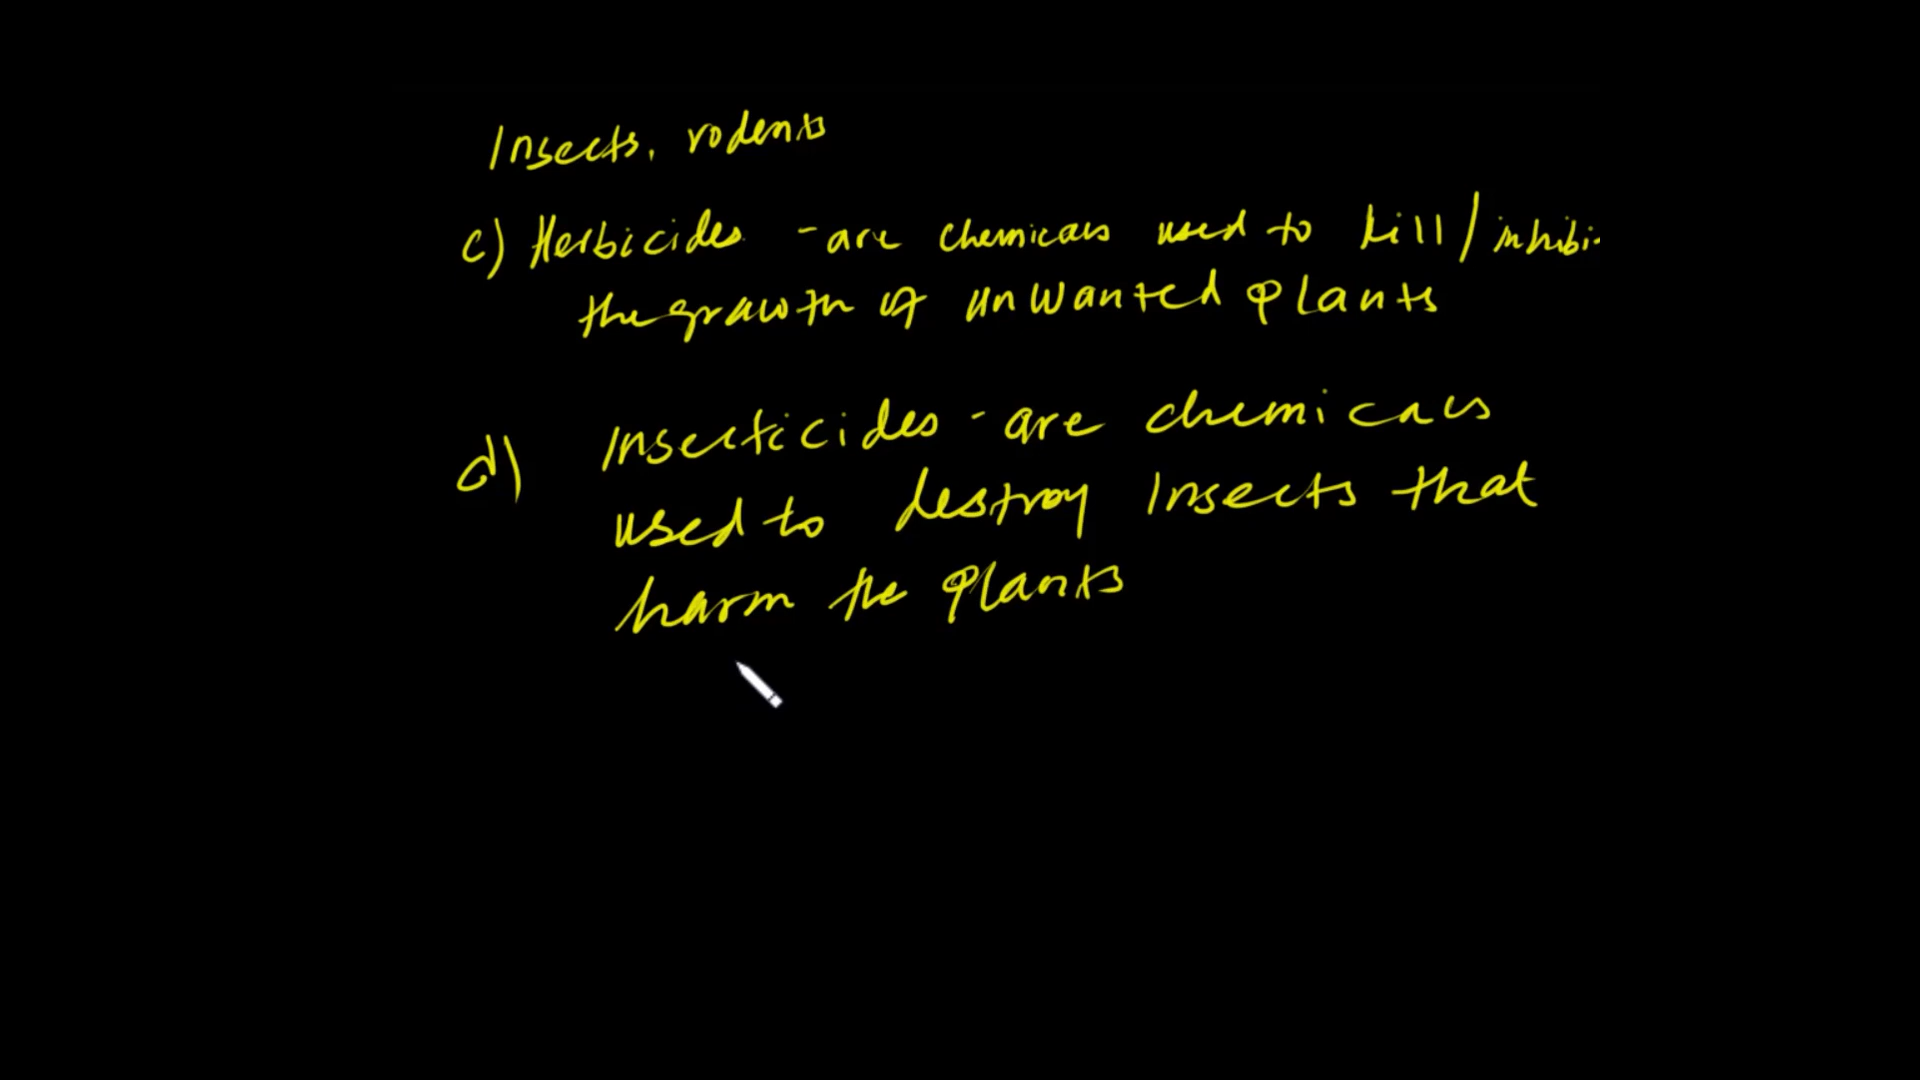 Insects, rodents
c) Herbicides - are chemicals used to kill/inhibi
the growth of unwanted plants
d) Insecticides - are chemicals
used to destroy Insects that
harm the plants